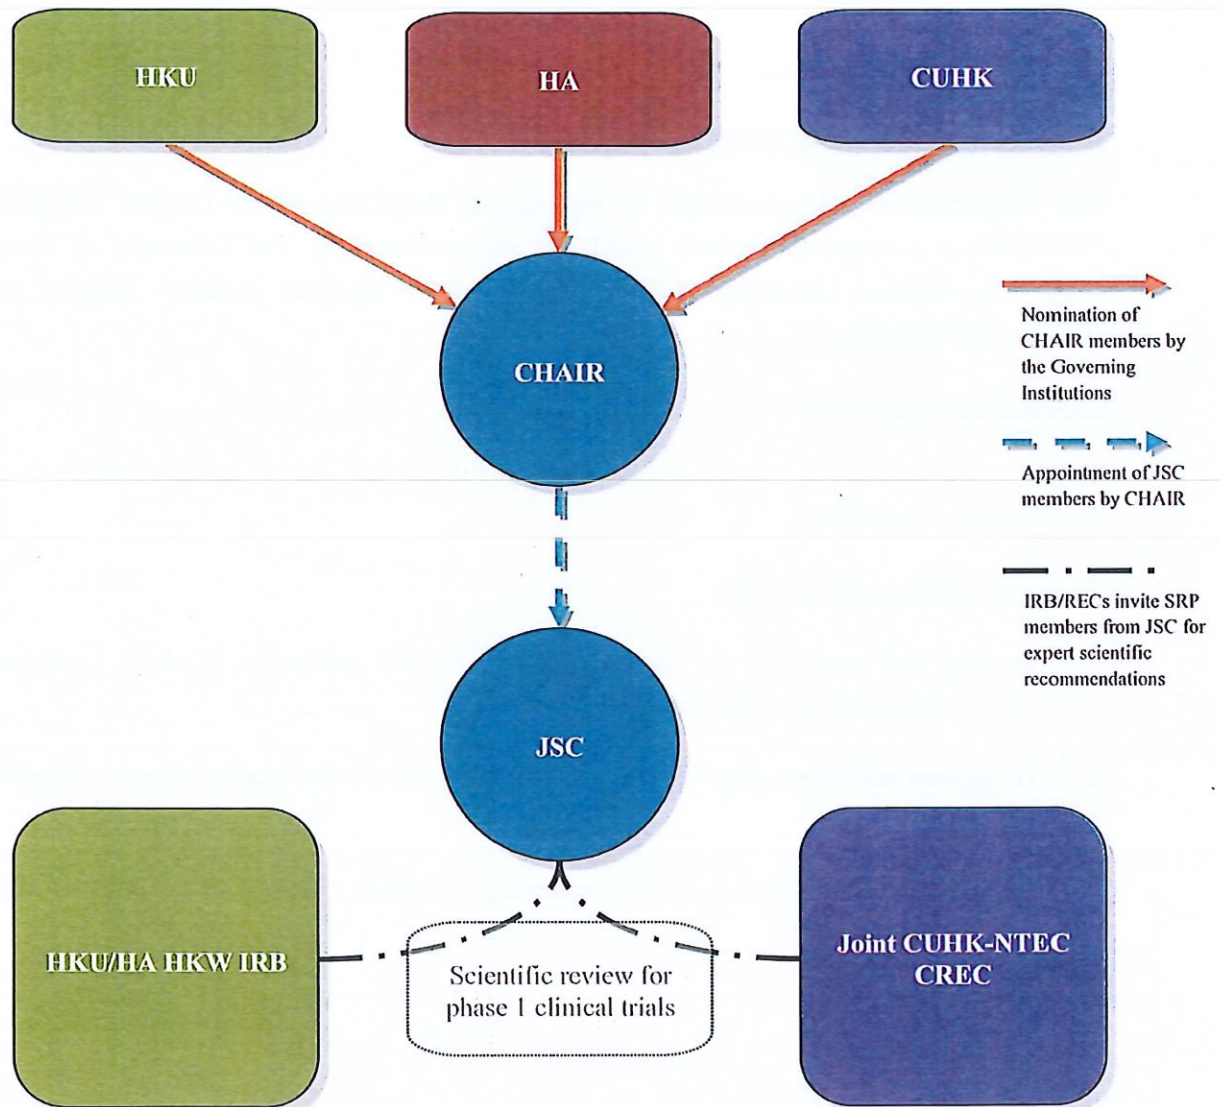 HKU
HA
CUHK
CHAIR
Nomination of
CHAIR members by
the Governing
Institutions
Appointment of JSC
members by CHAIR
IRB/RECs invite SRP
members from JSC for
expert scientific
recommendations
JSC
HKU/HA HKW IRB
Scientific review for
phase 1 clinical trials
Joint CUHK-NTEC
CREC